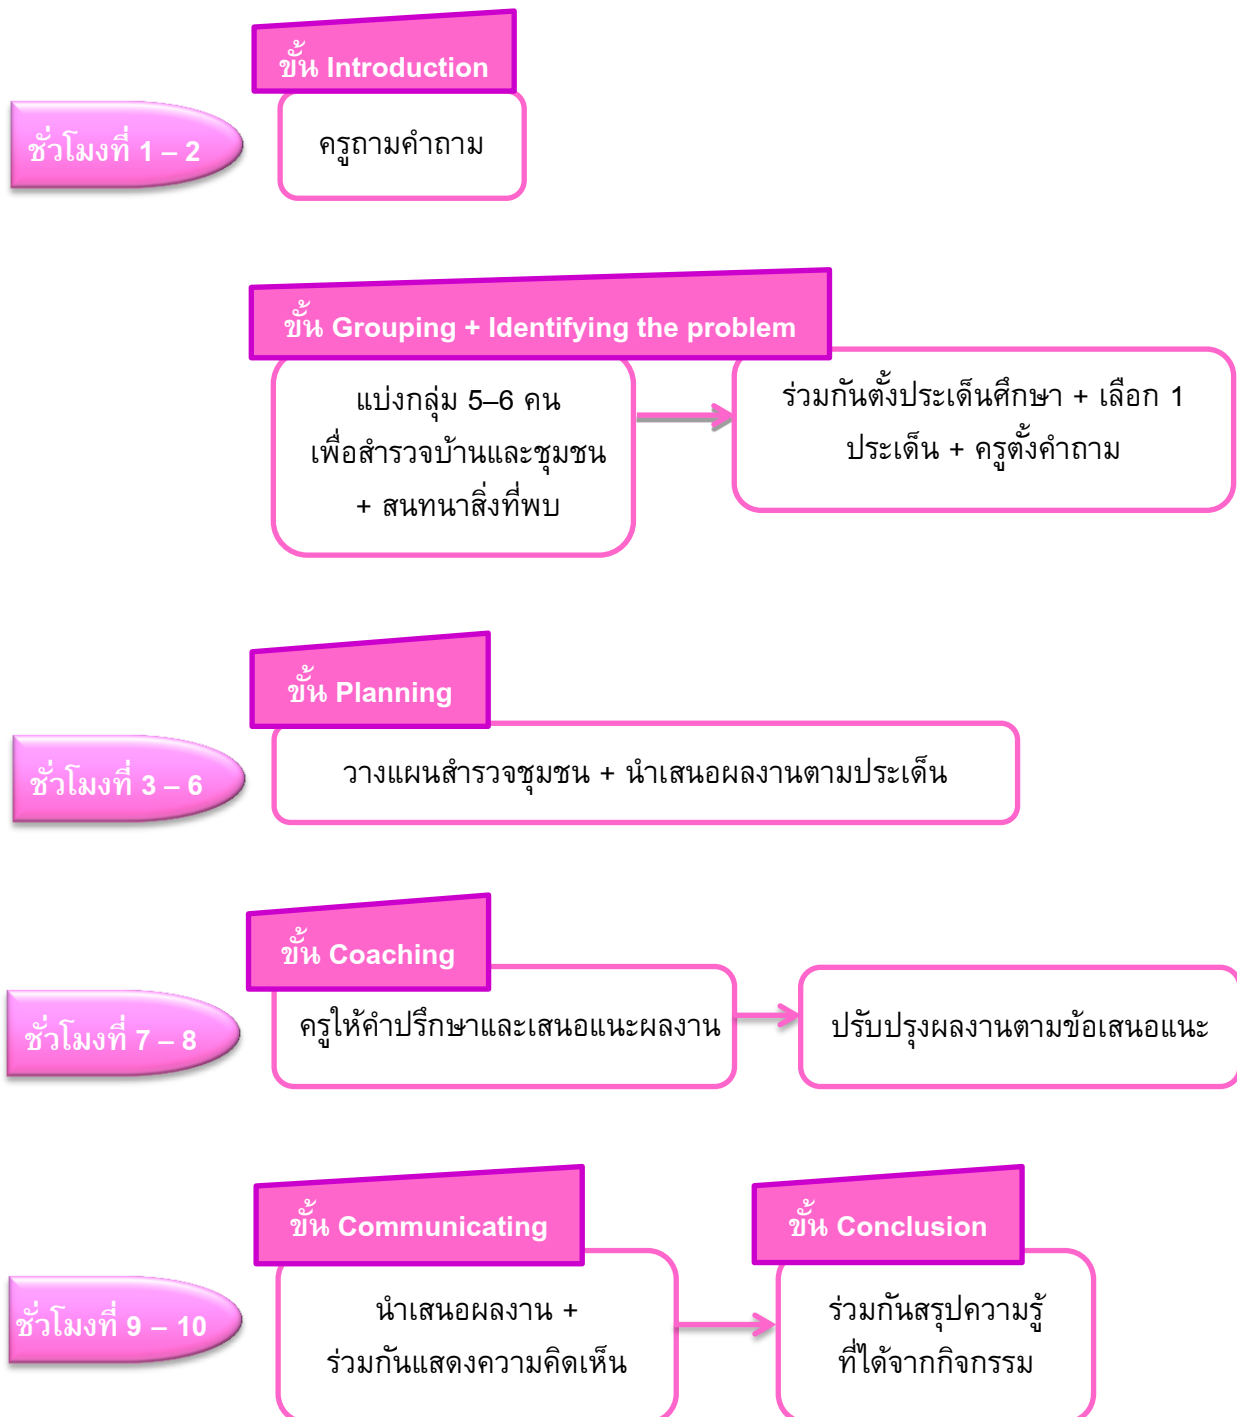 ขั้น Introduction
ชั่วโมงที่ 1 – 2
ครูถามคำถาม
ขั้น Grouping + Identifying the problem
แบ่งกลุ่ม 5–6 คน
เพื่อสำรวจบ้านและชุมชน
+ สนทนาสิ่งที่พบ
ร่วมกันตั้งประเด็นศึกษา + เลือก 1
ประเด็น + ครูตั้งคำถาม
ขั้น Planning
ชั่วโมงที่ 3 – 6
วางแผนสำรวจชุมชน + นำเสนอผลงานตามประเด็น
ขั้น Coaching
ชั่วโมงที่ 7 – 8
ครูให้คำปรึกษาและเสนอแนะผลงาน
ปรับปรุงผลงานตามข้อเสนอแนะ
ขั้น Communicating
ขั้น Conclusion
ชั่วโมงที่ 9 – 10
นำเสนอผลงาน +
ร่วมกันแสดงความคิดเห็น
ร่วมกันสรุปความรู้
ที่ได้จากกิจกรรม